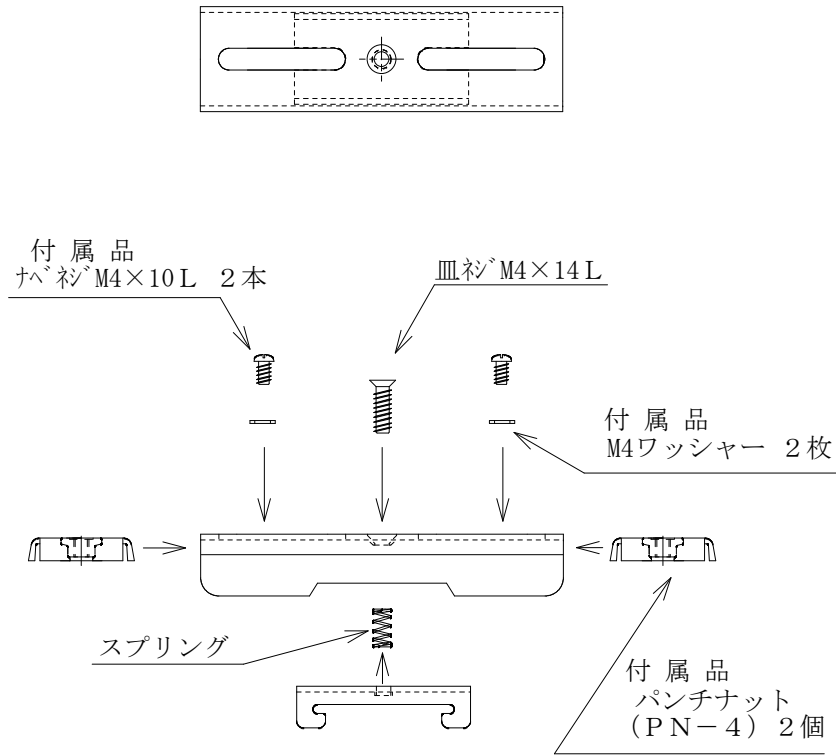 付 属 品
ﾅﾍﾞﾈｼﾞM4×10L 2本
皿ﾈｼﾞM4×14L
付 属 品
M4ワッシャー 2枚
スプリング
付 属 品
パンチナット
(PN－4) 2個